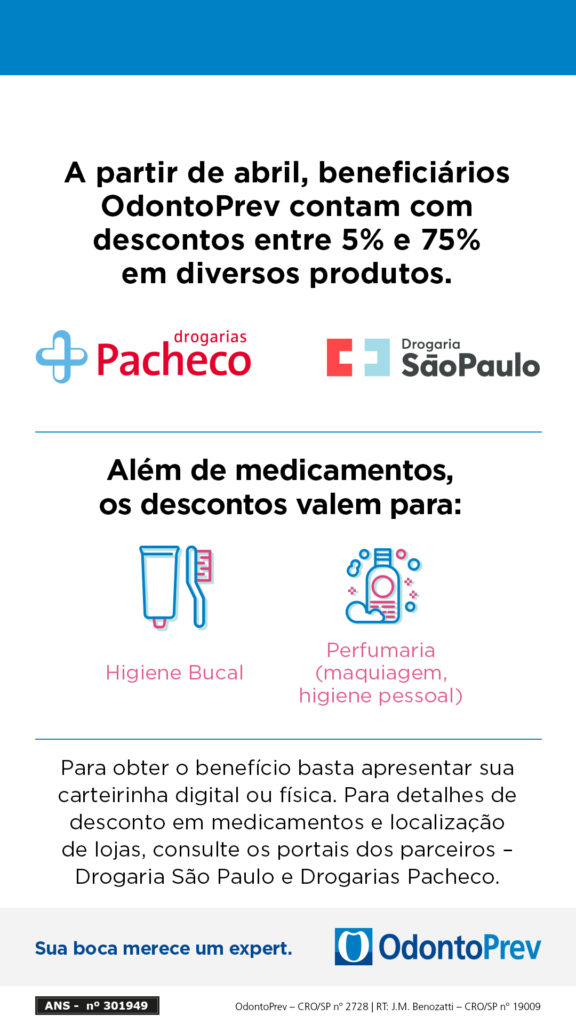 A partir de abril, beneficiários
OdontoPrev contam com
descontos entre 5% e 75%
em diversos produtos.
drogarias
Pacheco
Drogaria
SãoPaulo
Além de medicamentos,
os descontos valem para:
Higiene Bucal
Perfumaria
(maquiagem,
higiene pessoal)
Para obter o benefício basta apresentar sua
carteirinha digital ou física. Para detalhes de
desconto em medicamentos e localização
de lojas, consulte os portais dos parceiros –
Drogaria São Paulo e Drogarias Pacheco.
Sua boca merece um expert.
OdontoPrev
ANS - nº 301949
OdontoPrev – CRO/SP nº 2728 | RT: J.M. Benozatti – CRO/SP nº 19009